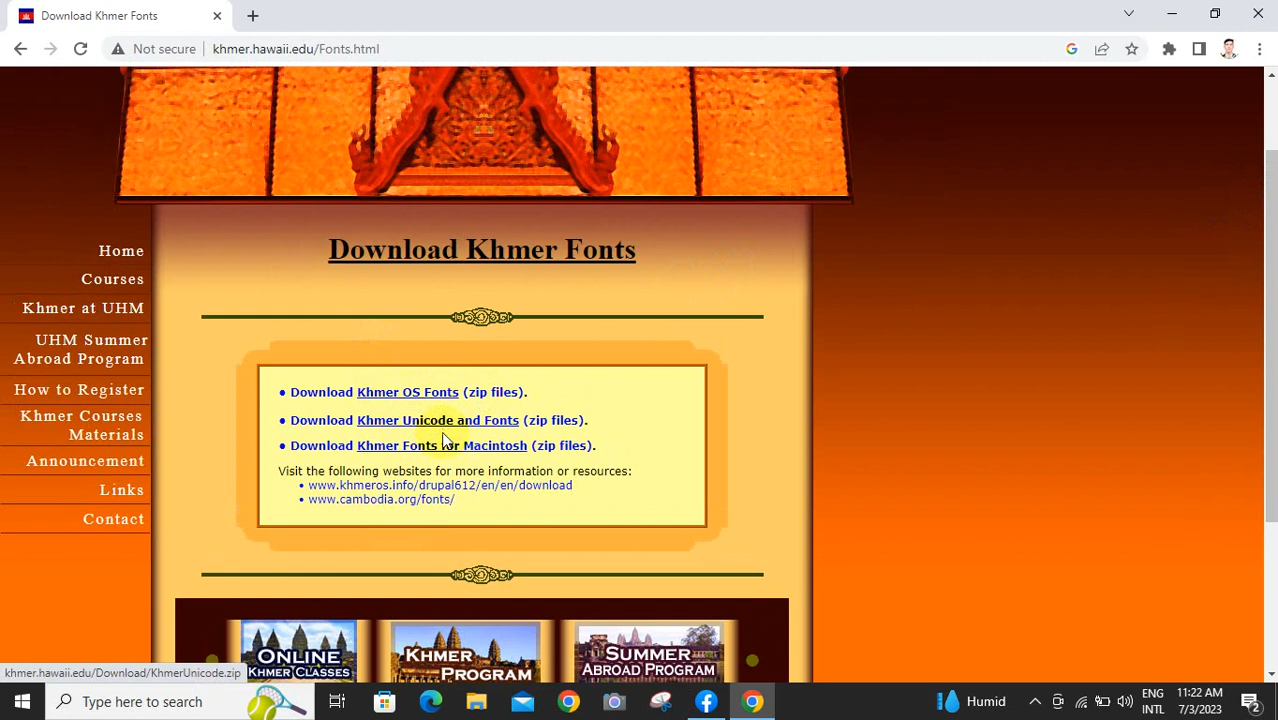 Download Khmer Fonts
Not secure
khmer.hawaii.edu/Fonts.html
Home
Courses
Khmer at UHM
UHM Summer
Abroad Program
How to Register
Khmer Courses
Materials
Announcement
Links
Contact
Download Khmer Fonts
• Download Khmer OS Fonts (zip files).
• Download Khmer Unicode and Fonts (zip files).
• Download Khmer Fonts for Macintosh (zip files).
Visit the following websites for more information or resources:
• www.khmeros.info/drupal612/en/en/download
• www.cambodia.org/fonts/
ONLINE
KHMER CLASSES
KHMER
PROGRAM
SUMMER
ABROAD PROGRAM
khmer.hawaii.edu/Download/KhmerUnicode.zip
Type here to search
Humid
ENG
INTL
11:22 AM
7/3/2023
2